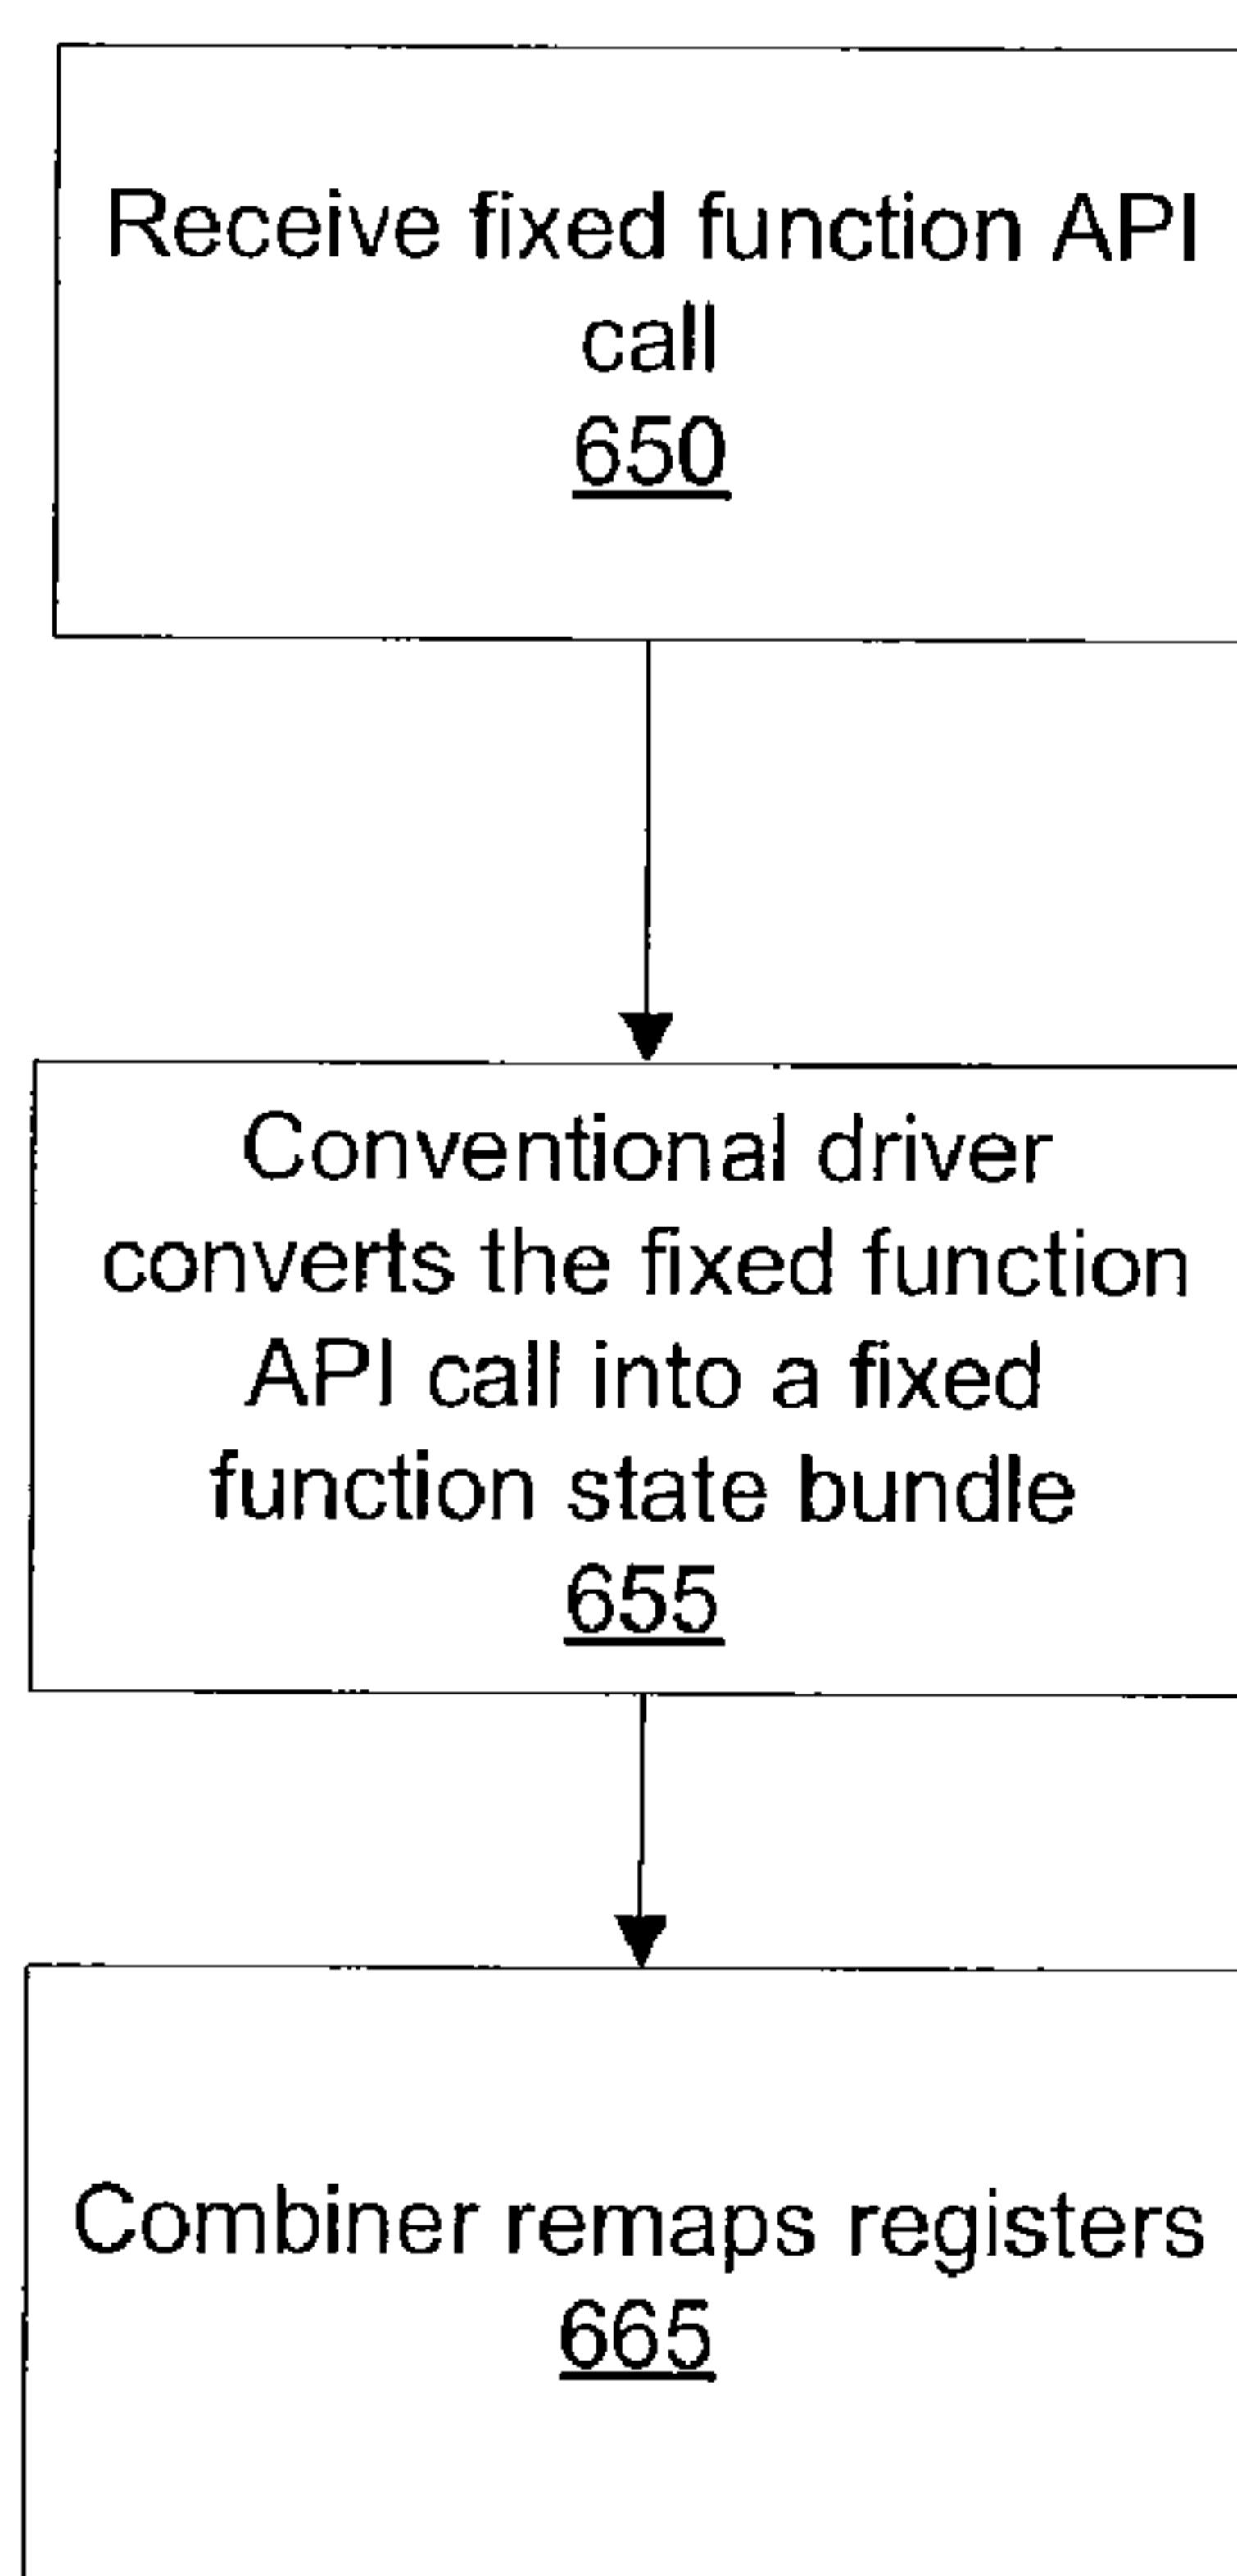 Receive fixed function API
call
650
Conventional driver
converts the fixed function
API call into a fixed
function state bundle
655
Combiner remaps registers
665